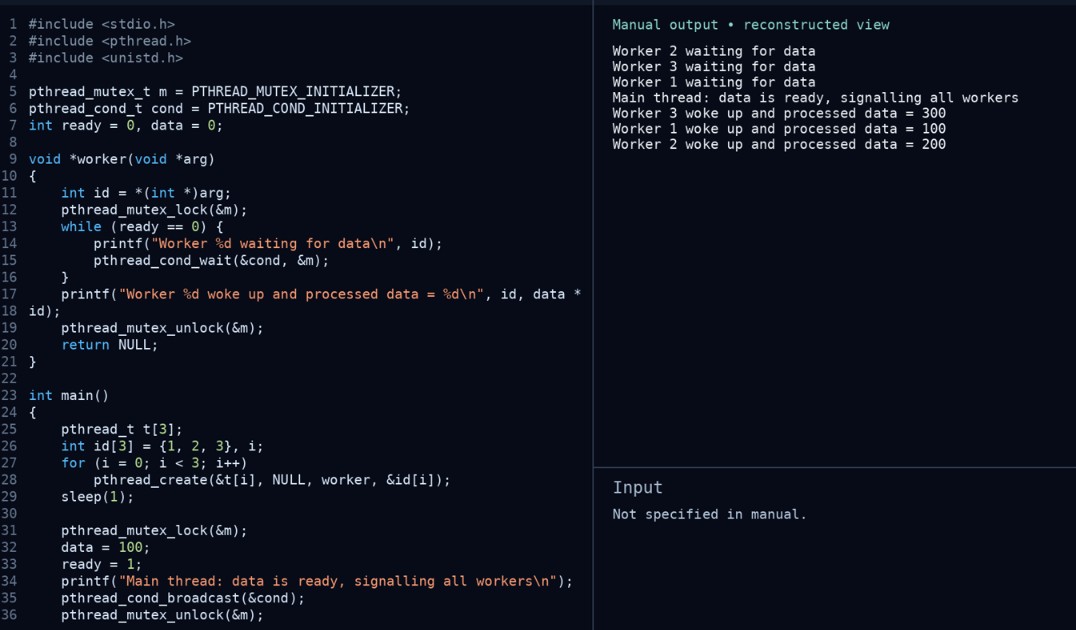 1 #include <stdio.h>
2 #include <pthread.h>
3 #include <unistd.h>
4
5 pthread_mutex_t m = PTHREAD_MUTEX_INITIALIZER;
6 pthread_cond_t cond = PTHREAD_COND_INITIALIZER;
7 int ready = 0, data = 0;
8
9 void *worker(void *arg)
10 {
11     int id = *(int *)arg;
12     pthread_mutex_lock(&m);
13     while (ready == 0) {
14         printf("Worker %d waiting for data\n", id);
15         pthread_cond_wait(&cond, &m);
16     }
17     printf("Worker %d woke up and processed data = %d\n", id, data *
18 id);
19     pthread_mutex_unlock(&m);
20     return NULL;
21 }
22
23 int main()
24 {
25     pthread_t t[3];
26     int id[3] = {1, 2, 3}, i;
27     for (i = 0; i < 3; i++)
28         pthread_create(&t[i], NULL, worker, &id[i]);
29     sleep(1);
30
31     pthread_mutex_lock(&m);
32     data = 100;
33     ready = 1;
34     printf("Main thread: data is ready, signalling all workers\n");
35     pthread_cond_broadcast(&cond);
36     pthread_mutex_unlock(&m);
Manual output • reconstructed view
Worker 2 waiting for data
Worker 3 waiting for data
Worker 1 waiting for data
Main thread: data is ready, signalling all workers
Worker 3 woke up and processed data = 300
Worker 1 woke up and processed data = 100
Worker 2 woke up and processed data = 200
Input
Not specified in manual.